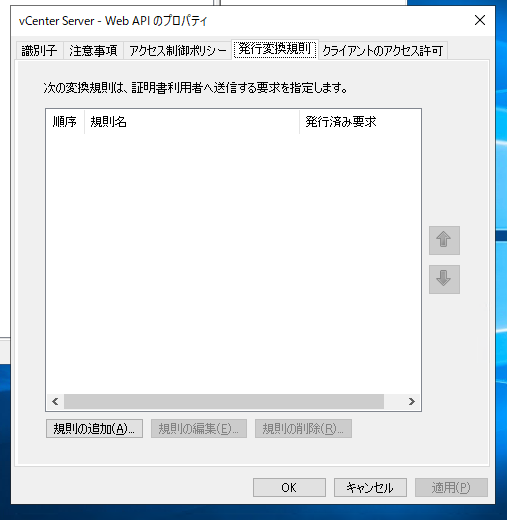 vCenter Server - Web API のプロパティ
識別子 注意事項 アクセス制御ポリシー 発行変換規則 クライアントのアクセス許可
次の変換規則は、証明書利用者へ送信する要求を指定します。
順序 規則名 発行済み要求
規則の追加(A)... 規則の編集(E)... 規則の削除(R)...
OK キャンセル 適用(P)